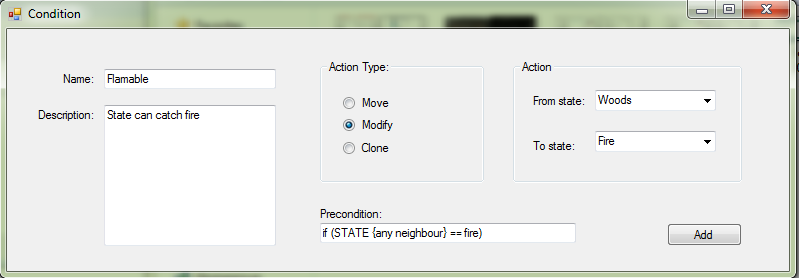 Condition
Name: Flamable
Description: State can catch fire
Action Type:
Move
Modify
Clone
Action
From state: Woods
To state: Fire
Precondition:
if (STATE {any neighbour} == fire)
Add